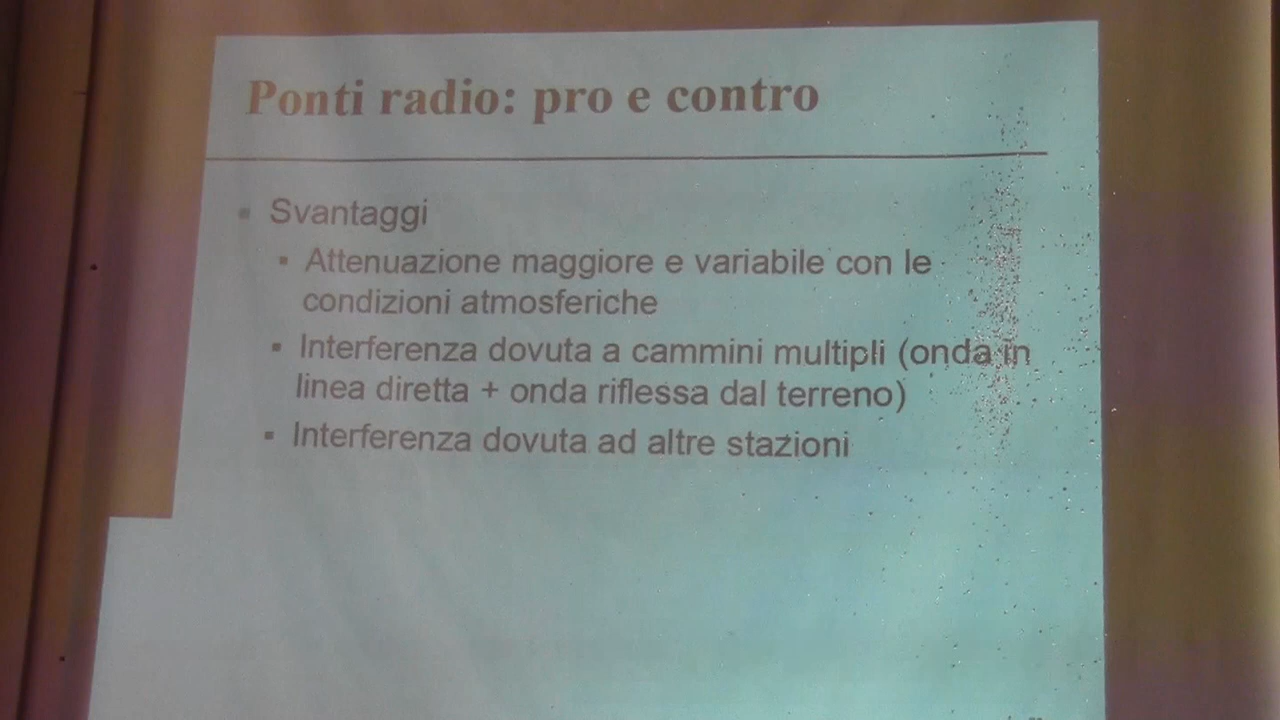 Ponti radio: pro e contro
Svantaggi
Attenuazione maggiore e variabile con le
condizioni atmosferiche
Interferenza dovuta a cammini multipli (onda in
linea diretta + onda riflessa dal terreno)
Interferenza dovuta ad altre stazioni